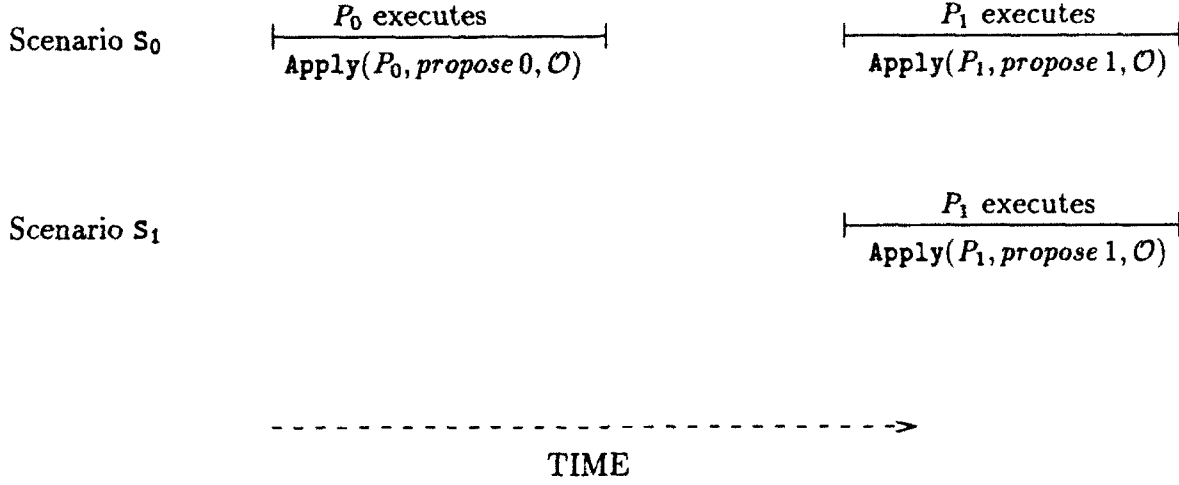 P₀ executes P₁ executes
Scenario S₀
Apply(P₀, propose 0, 𝒪) Apply(P₁, propose 1, 𝒪)
P₁ executes
Scenario S₁
Apply(P₁, propose 1, 𝒪)
TIME